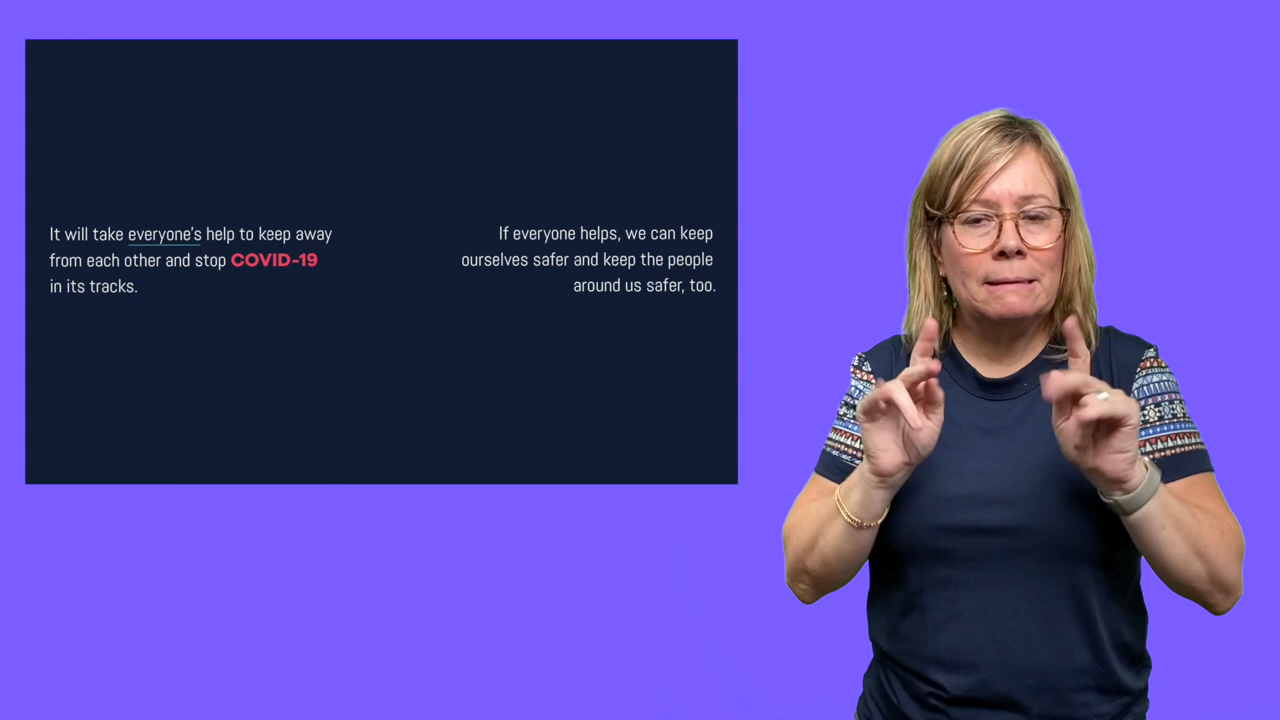 It will take everyone's help to keep away
from each other and stop COVID-19
in its tracks.
If everyone helps, we can keep
ourselves safer and keep the people
around us safer, too.